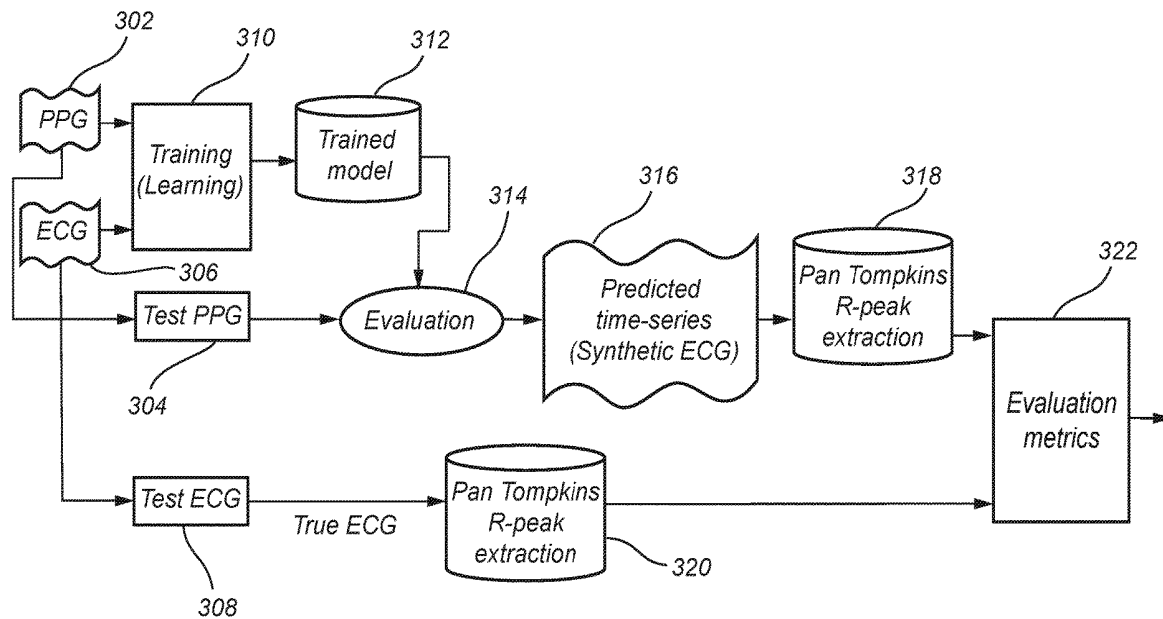 302
310
312
PPG
Training
(Learning)
Trained
model
314
316
318
ECG
306
322
Test PPG
Evaluation
Predicted
time-series
(Synthetic ECG)
Pan Tompkins
R-peak
extraction
304
Evaluation
metrics
Test ECG
True ECG
Pan Tompkins
R-peak
extraction
308
320